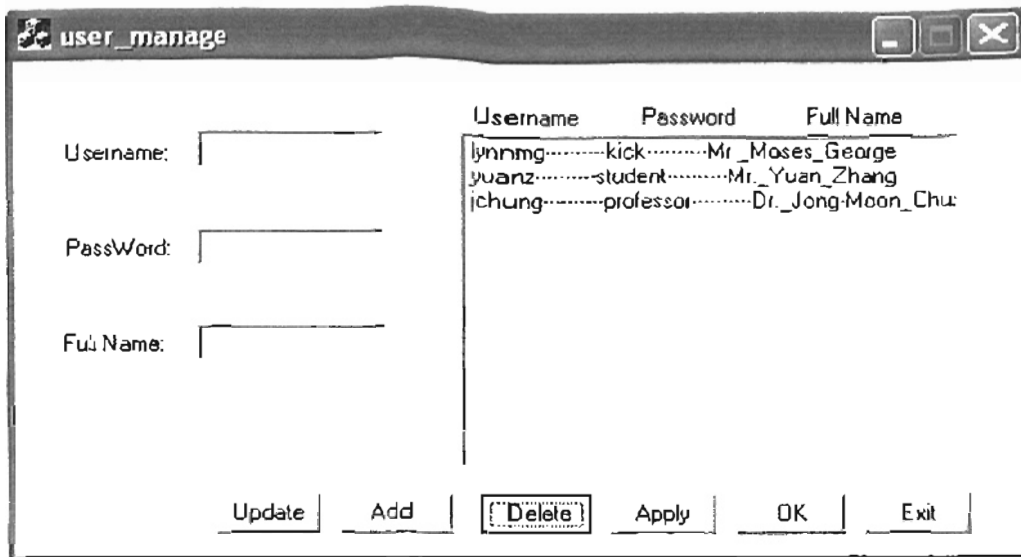 user_manage
Username:
PassWord:
Full Name:
Username Password Full Name
lynnmg---------kick---------Mr._Moses_George
yuanz---------student---------Mr._Yuan_Zhang
jchung---------professor---------Dr._Jong-Moon_Chu
Update Add Delete Apply OK Exit